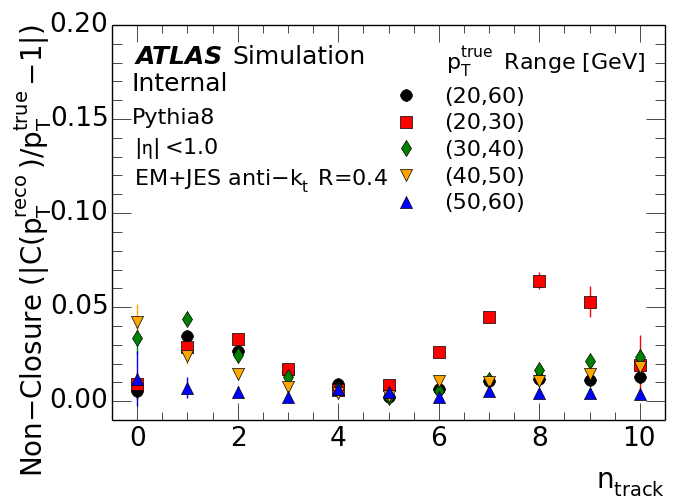 0.20
0.15
0.10
0.05
0.00
Non−Closure (|C(p_T^reco)/p_T^true −1|)
ATLAS Simulation
Internal
Pythia8
|η| <1.0
EM+JES anti−k_t R=0.4
p_T^true Range [GeV]
(20,60)
(20,30)
(30,40)
(40,50)
(50,60)
0 2 4 6 8 10
n_track